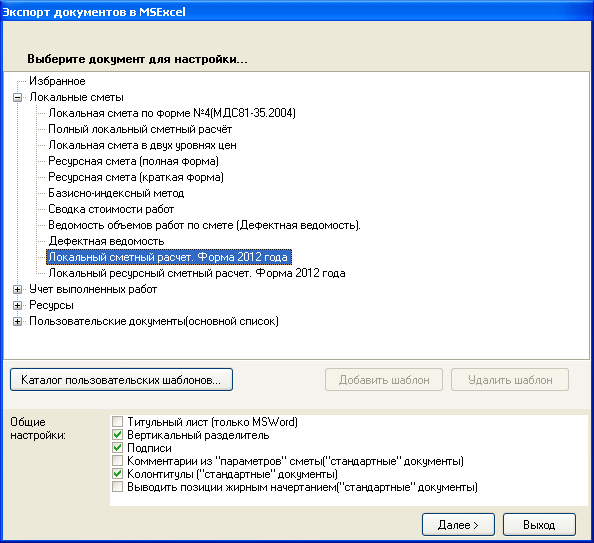 Экспорт документов в MSExcel
Выберите документ для настройки...
Избранное
Локальные сметы
Локальная смета по форме №4(МДС81-35.2004)
Полный локальный сметный расчёт
Локальная смета в двух уровнях цен
Ресурсная смета (полная форма)
Ресурсная смета (краткая форма)
Базисно-индексный метод
Сводка стоимости работ
Ведомость объемов работ по смете (Дефектная ведомость).
Дефектная ведомость
Локальный сметный расчет. Форма 2012 года
Локальный ресурсный сметный расчет. Форма 2012 года
Учет выполненных работ
Ресурсы
Пользовательские документы(основной список)
Каталог пользовательских шаблонов... Добавить шаблон Удалить шаблон
Общие
настройки:
Титульный лист (только MSWord)
Вертикальный разделитель
Подписи
Комментарии из "параметров" сметы("стандартные" документы)
Колонтитулы ("стандартные" документы)
Выводить позиции жирным начертанием("стандартные" документы)
Далее > Выход